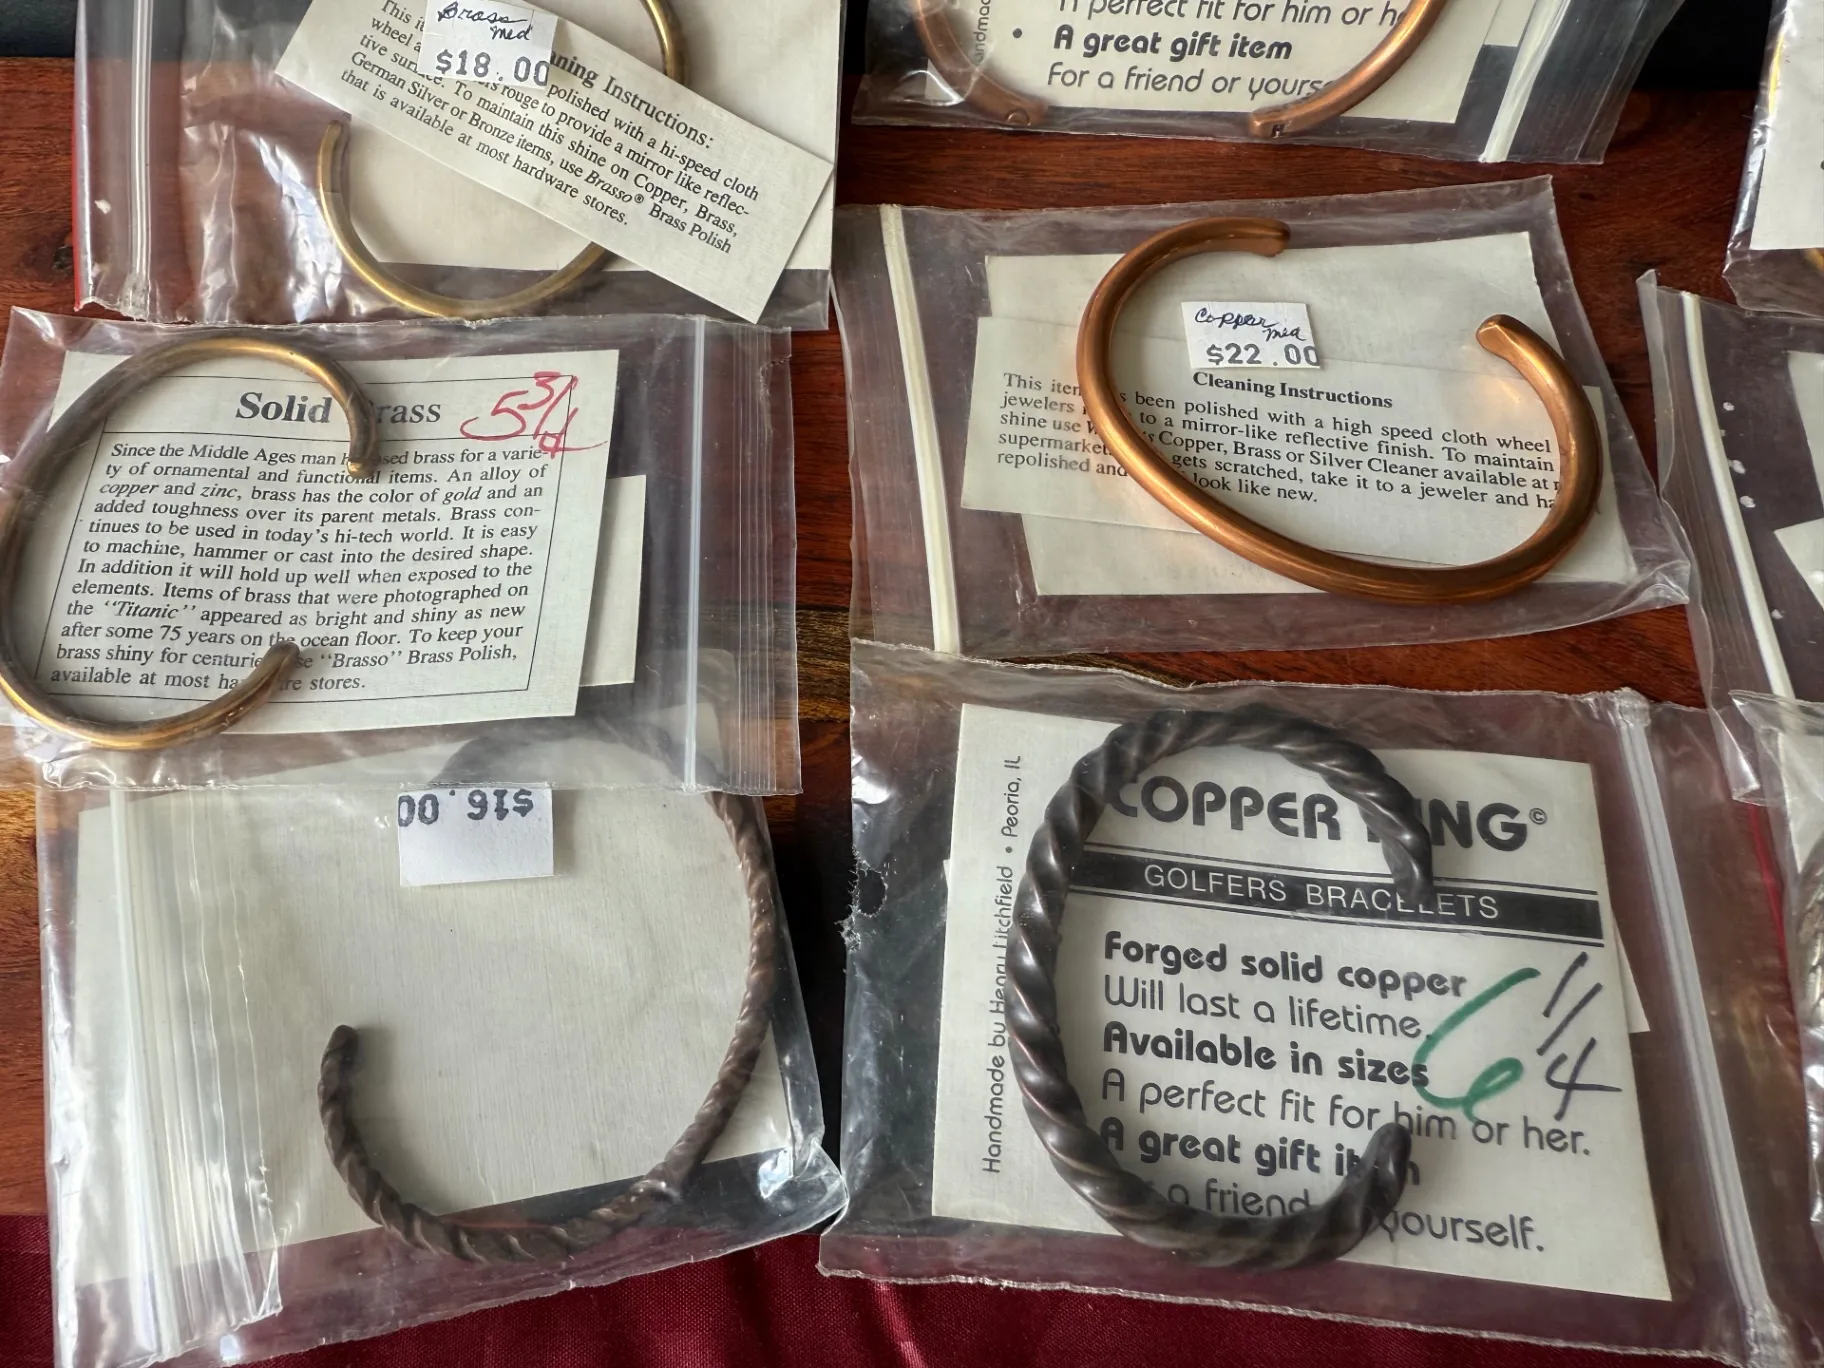 Brass
med
$18.00
This
Instructions:
wheel
polished with a hi-speed cloth
rouge to provide a mirror like reflec-
tive To maintain this shine on Copper, Brass,
German Silver or Bronze items, use Brasso® Brass Polish
that is available at most hardware stores.
A perfect fit for him or
• A great gift item
For a friend or
Solid
5 3/4
Since the Middle Ages man used brass for a varie-
ty of ornamental and functional items. An alloy of
copper and zinc, brass has the color of gold and an
added toughness over its parent metals. Brass con-
tinues to be used in today's hi-tech world. It is easy
to machine, hammer or cast into the desired shape.
In addition it will hold up well when exposed to the
elements. Items of brass that were photographed on
the "Titanic" appeared as bright and shiny as new
after some 75 years on the ocean floor. To keep your
brass shiny for "Brasso" Brass Polish,
available at most stores.
Copper
med
$22.00
Cleaning Instructions
This been polished with a high speed cloth wheel
jewelers to a mirror-like reflective finish. To maintain
shine use Copper, Brass or Silver Cleaner available at
gets scratched, take it to a jeweler and
repolished and look like new.
$16.00
Handmade by Henry Litchfield • Peoria, IL
COPPER ©
GOLFERS BRACELETS
Forged solid copper
Will last a lifetime.
Available in sizes
6 1/4
A perfect fit for him or her.
A great gift
a friend yourself.